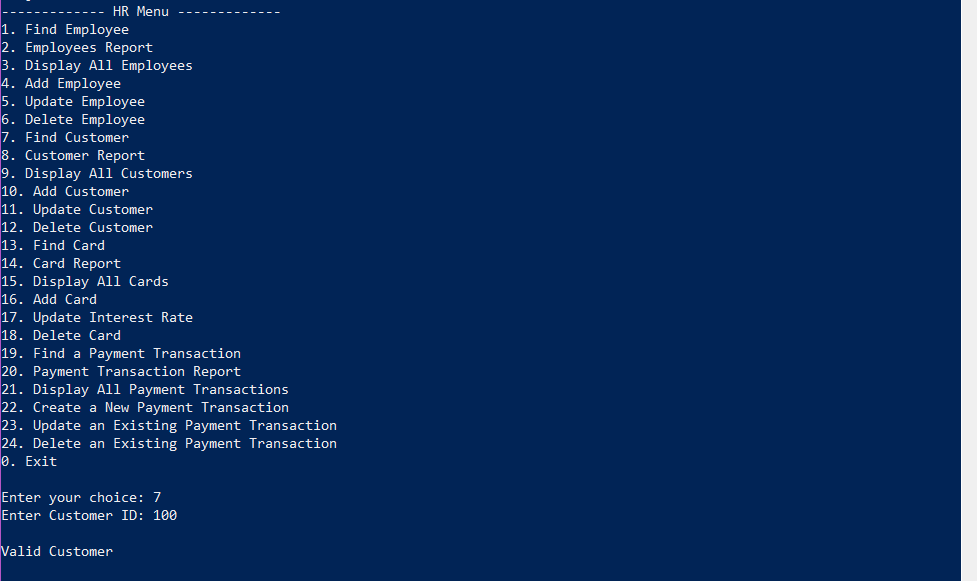 ------------- HR Menu -------------
1. Find Employee
2. Employees Report
3. Display All Employees
4. Add Employee
5. Update Employee
6. Delete Employee
7. Find Customer
8. Customer Report
9. Display All Customers
10. Add Customer
11. Update Customer
12. Delete Customer
13. Find Card
14. Card Report
15. Display All Cards
16. Add Card
17. Update Interest Rate
18. Delete Card
19. Find a Payment Transaction
20. Payment Transaction Report
21. Display All Payment Transactions
22. Create a New Payment Transaction
23. Update an Existing Payment Transaction
24. Delete an Existing Payment Transaction
0. Exit
Enter your choice: 7
Enter Customer ID: 100
Valid Customer